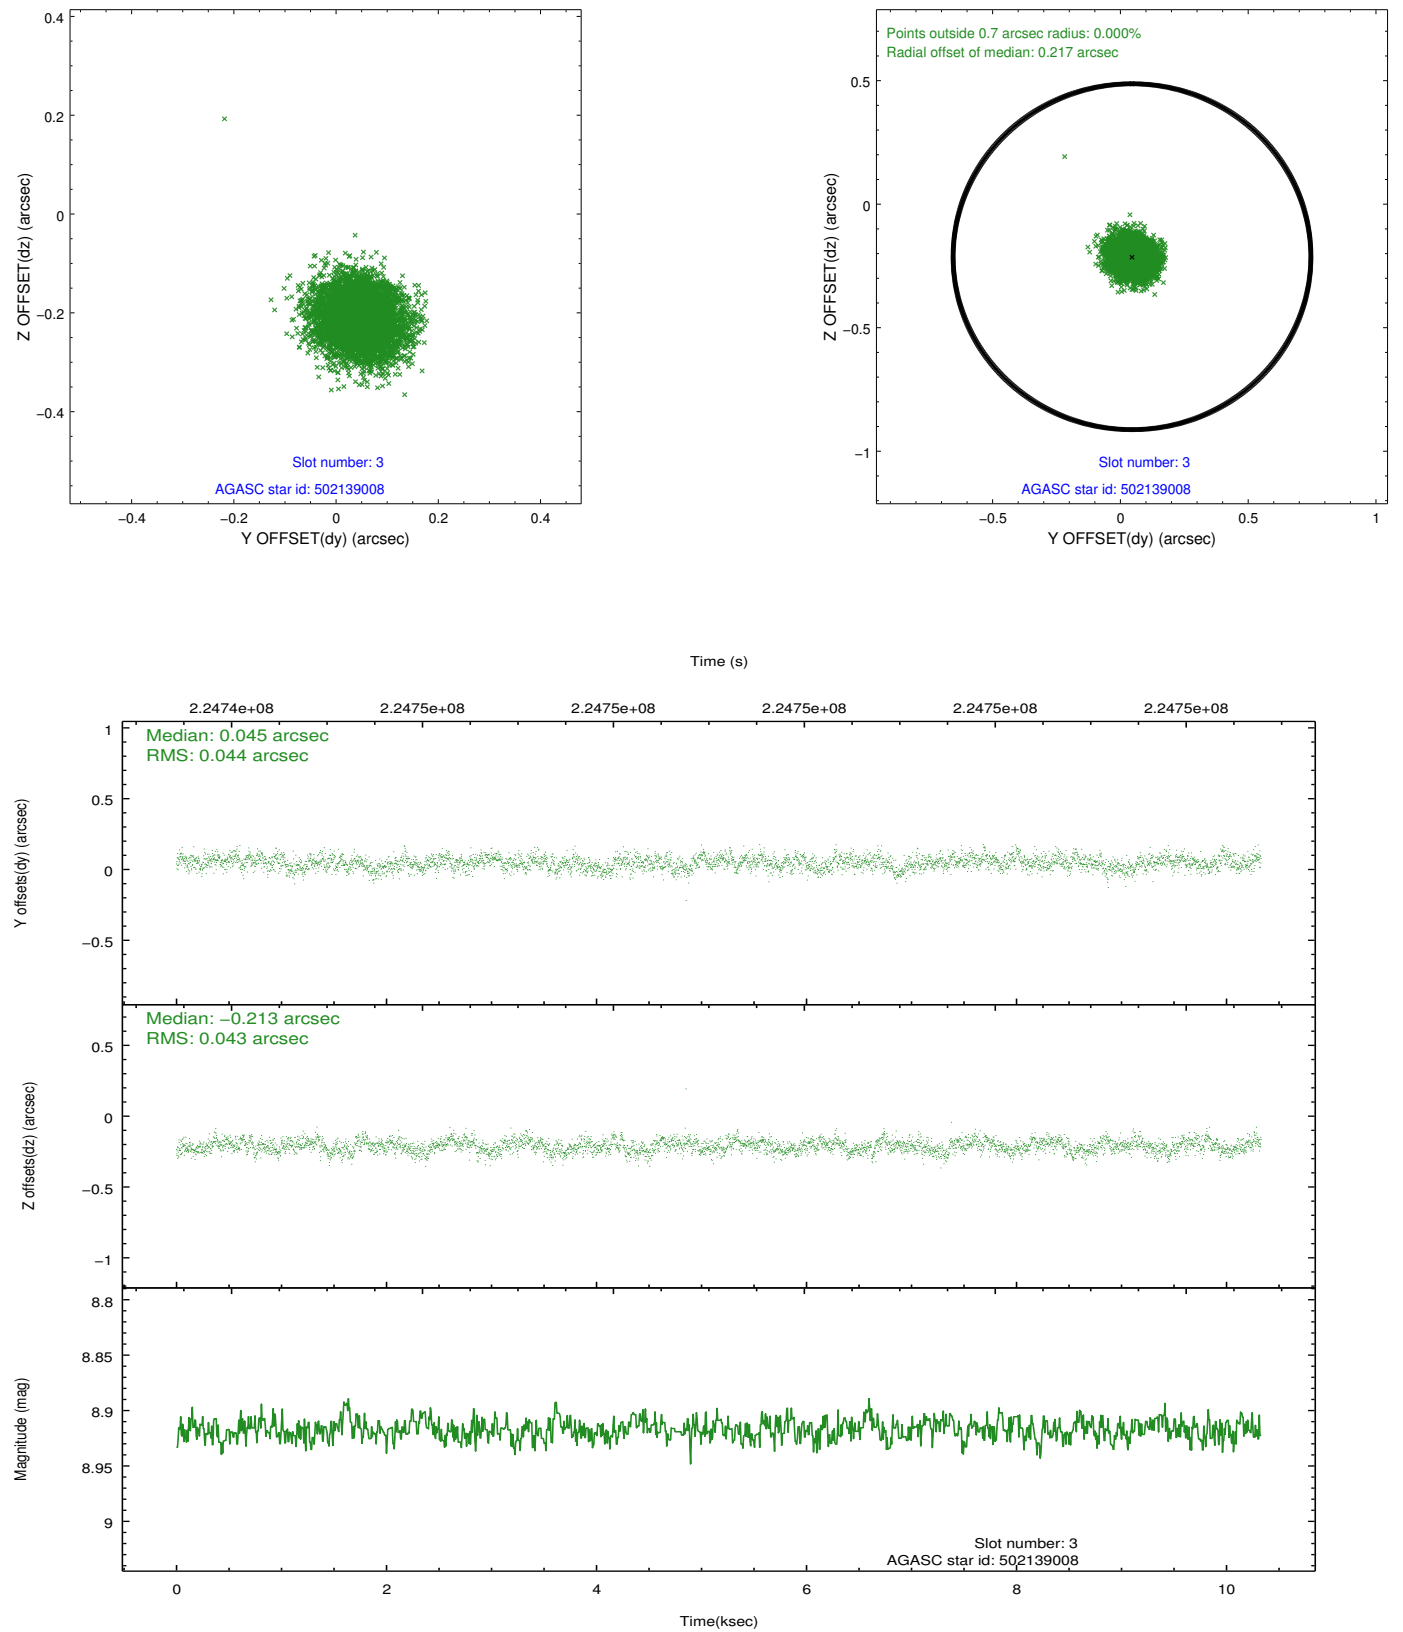 0.4
0.2
0
−0.2
−0.4
Z OFFSET(dz) (arcsec)
Slot number: 3
AGASC star id: 502139008
−0.4 −0.2 0 0.2 0.4
Y OFFSET(dy) (arcsec)
Points outside 0.7 arcsec radius: 0.000%
Radial offset of median: 0.217 arcsec
0.5
0
−0.5
−1
Z OFFSET(dz) (arcsec)
Slot number: 3
AGASC star id: 502139008
−0.5 0 0.5 1
Y OFFSET(dy) (arcsec)
Time (s)
2.2474e+08 2.2475e+08 2.2475e+08 2.2475e+08 2.2475e+08 2.2475e+08
Median: 0.045 arcsec
RMS: 0.044 arcsec
1
0.5
0
−0.5
Y offsets(dy) (arcsec)
Median: −0.213 arcsec
RMS: 0.043 arcsec
0.5
0
−0.5
−1
Z offsets(dz) (arcsec)
8.8
8.85
8.9
8.95
9
Magnitude (mag)
Slot number: 3
AGASC star id: 502139008
0 2 4 6 8 10
Time(ksec)